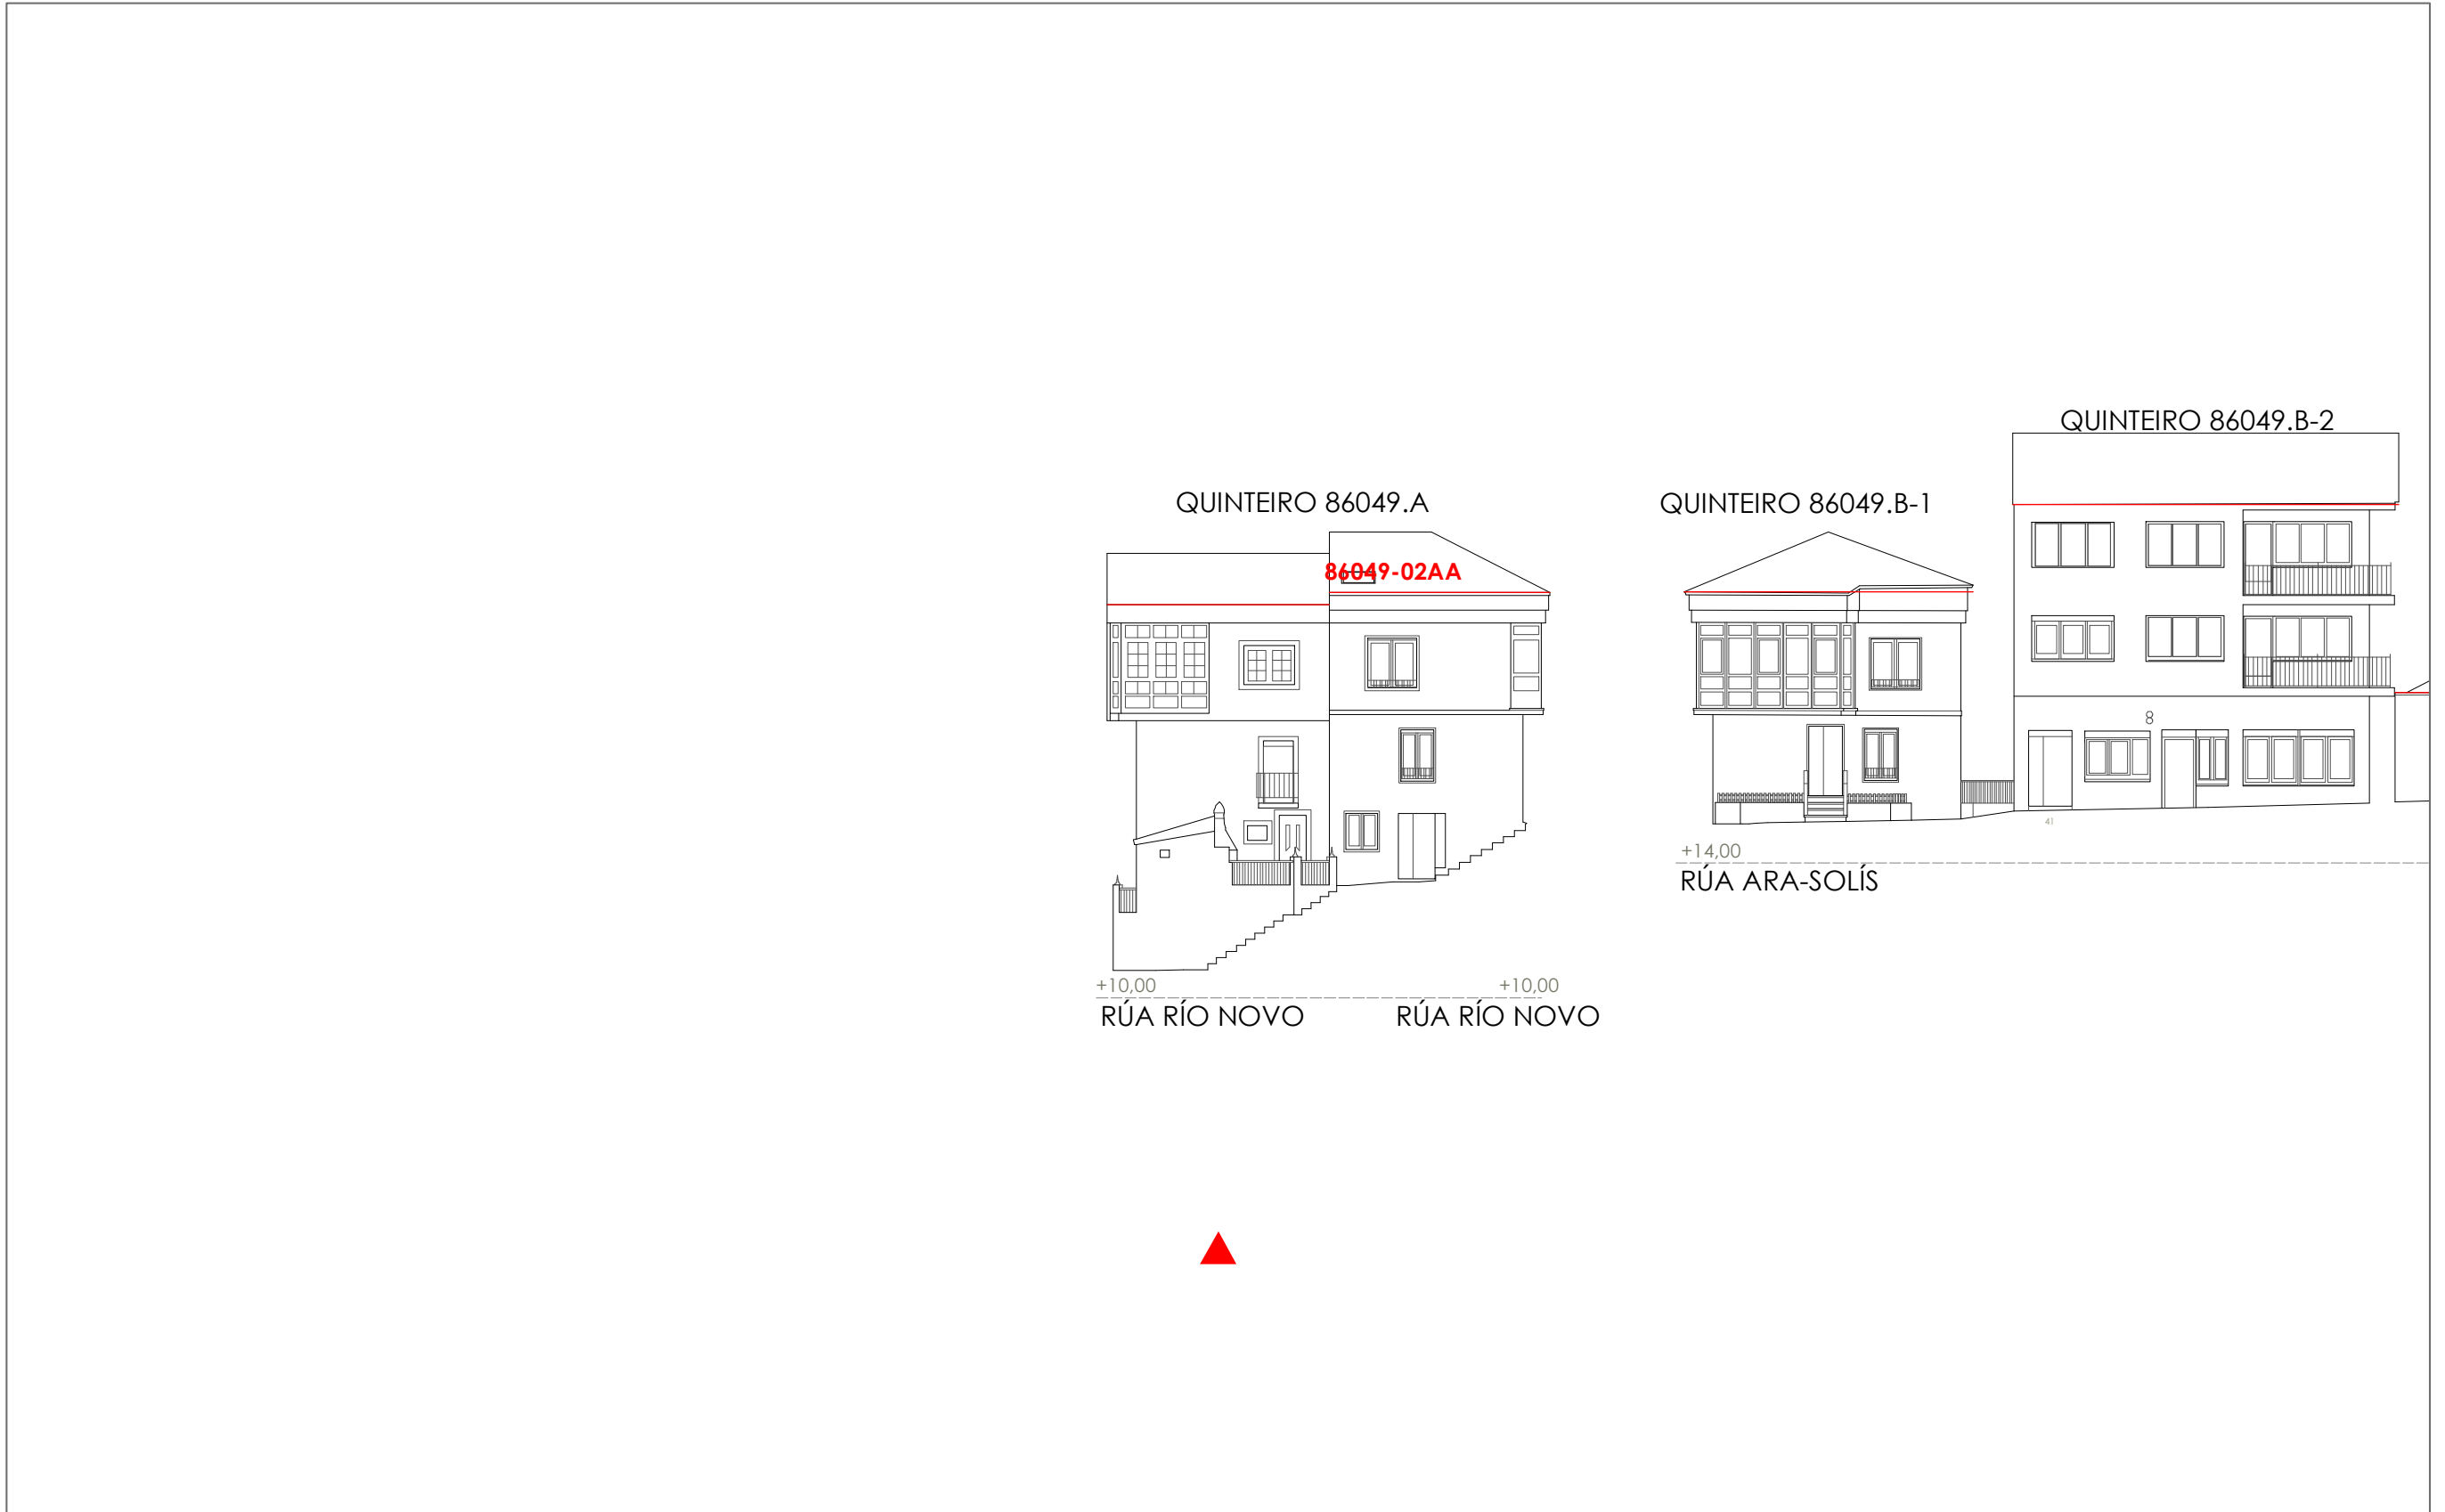 QUINTEIRO 86049.B-2
QUINTEIRO 86049.A
QUINTEIRO 86049.B-1
86049-02AA
8
41
+14,00
RÚA ARA-SOLÍS
+10,00
+10,00
RÚA RÍO NOVO
RÚA RÍO NOVO